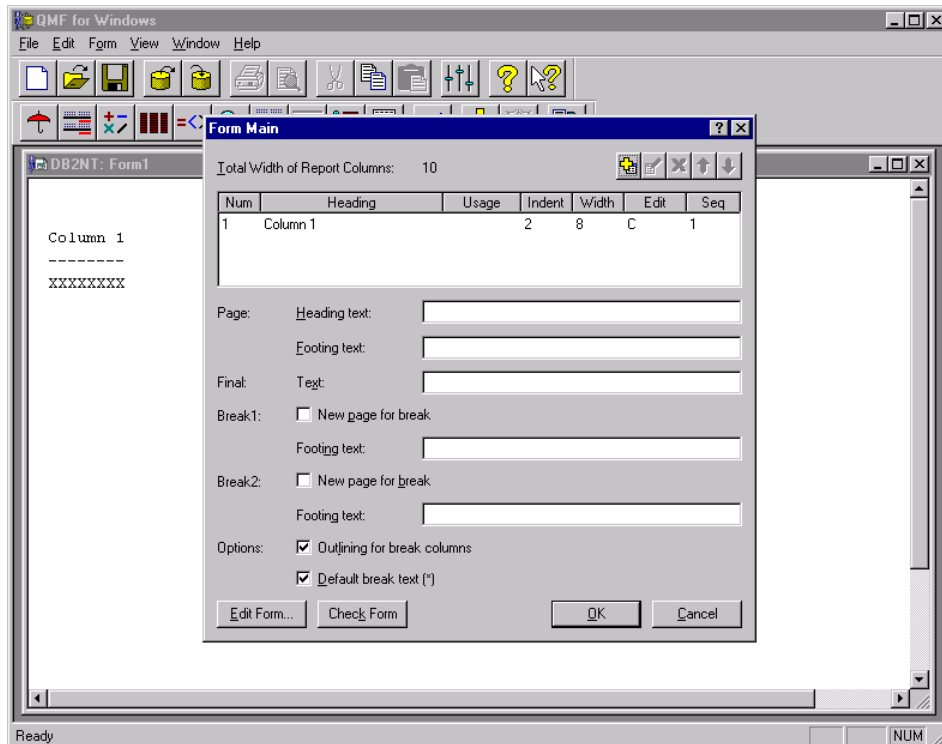 QMF for Windows
File Edit Form View Window Help
Form Main
DB2NT: Form1
Total Width of Report Columns: 10
Num Heading Usage Indent Width Edit Seq
1 Column 1 2 8 C 1
Column 1
--------
XXXXXXXX
Page: Heading text:
Footing text:
Final: Text:
Break1: New page for break
Footing text:
Break2: New page for break
Footing text:
Options: Outlining for break columns
Default break text (*)
Edit Form... Check Form OK Cancel
Ready NUM